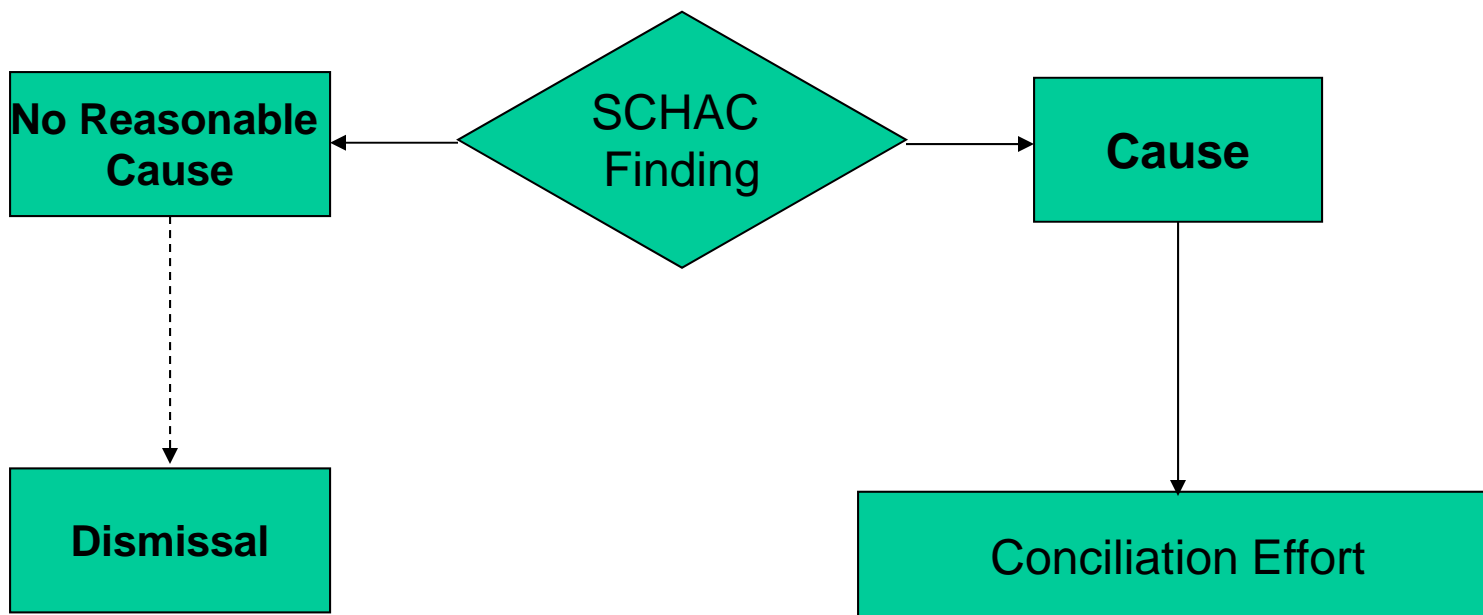 No Reasonable
Cause
SCHAC
Finding
Cause
Dismissal
Conciliation Effort